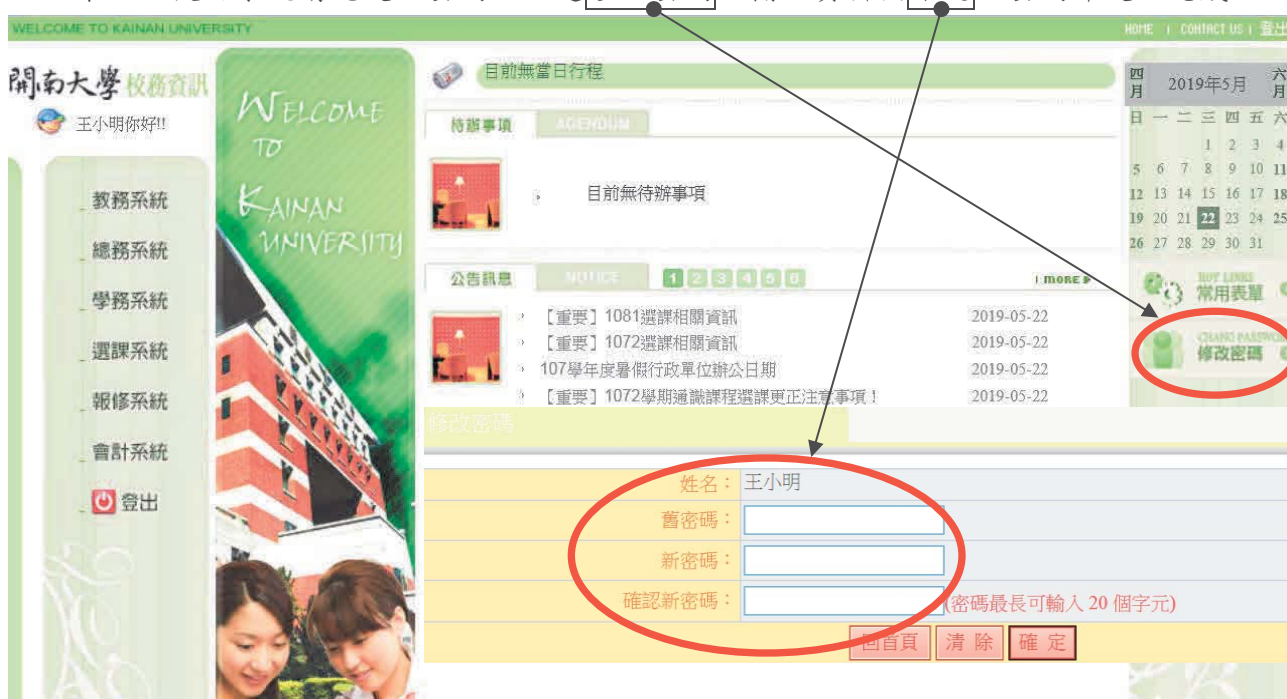 WELCOME TO KAINAN UNIVERSITY
HOME | CONTACT US | 登出
開南大學 校務資訊
王小明你好!!
教務系統
總務系統
學務系統
選課系統
報修系統
會計系統
登出
WELCOME
TO
KAINAN
UNIVERSITY
目前無當日行程
待辦事項 AGENDUM
目前無待辦事項
公告訊息 NOTICE 1 2 3 4 5 6 MORE
【重要】1081選課相關資訊 2019-05-22
【重要】1072選課相關資訊 2019-05-22
107學年度暑假行政單位辦公日期 2019-05-22
【重要】1072學期通識課程選課更正注意事項! 2019-05-22
四月 2019年5月 六月
日 一 二 三 四 五 六
1 2 3 4
5 6 7 8 9 10 11
12 13 14 15 16 17 18
19 20 21 22 23 24 25
26 27 28 29 30 31
HOT LINKS
常用表單
修改密碼
修改密碼
姓名: 王小明
舊密碼:
新密碼:
確認新密碼: (密碼最長可輸入 20 個字元)
回首頁 清 除 確 定